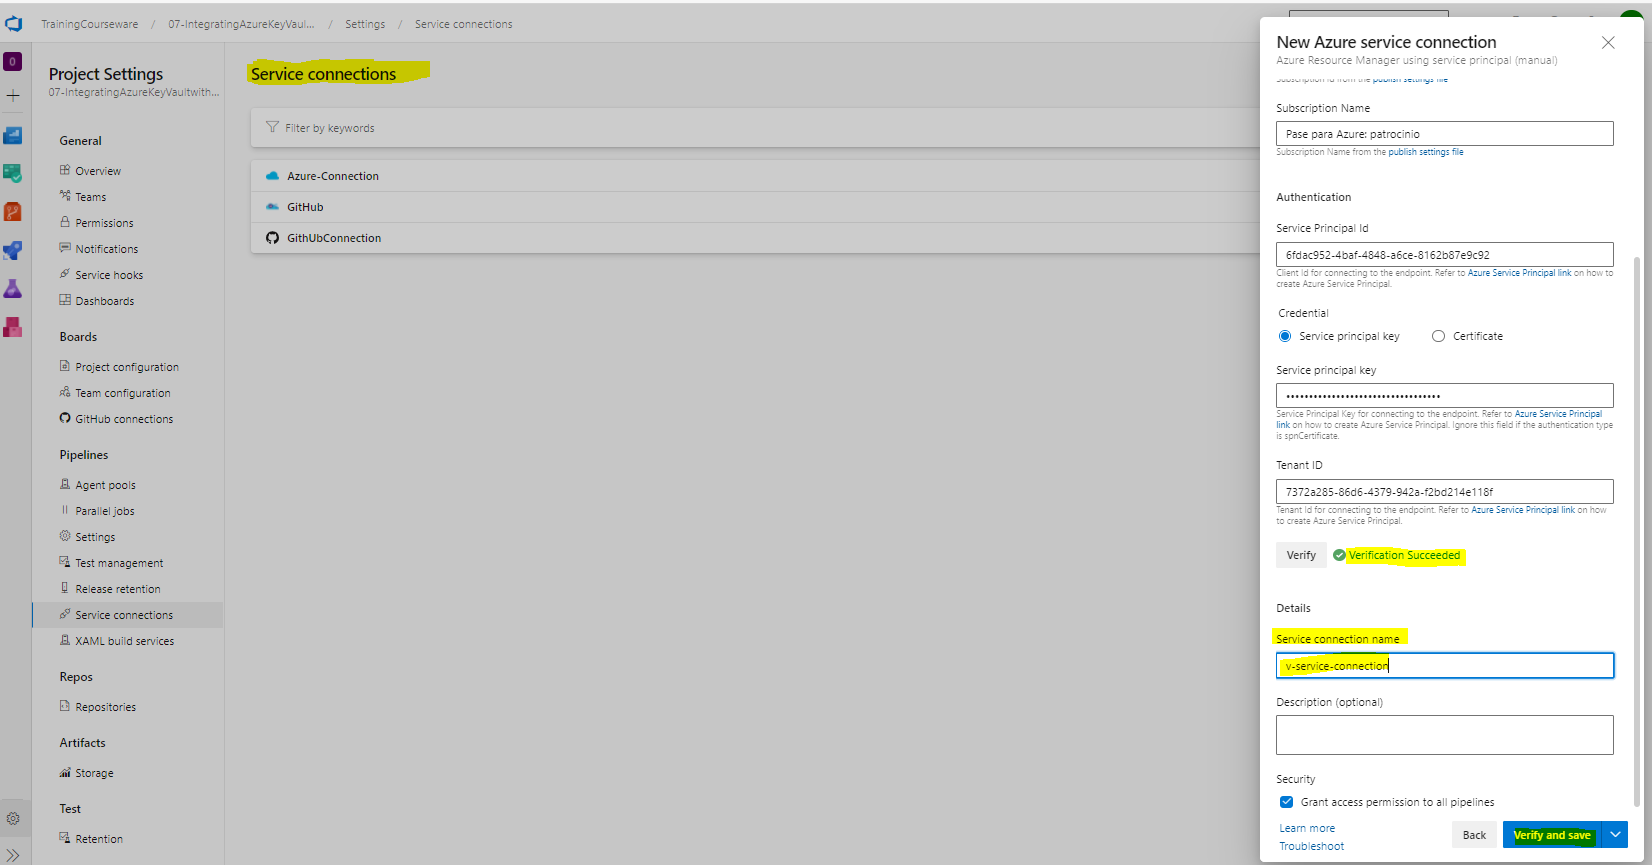 TrainingCourseware / 07-IntegratingAzureKeyVaul... / Settings / Service connections
O
Project Settings
07-IntegratingAzureKeyVaultwith...
General
Overview
Teams
Permissions
Notifications
Service hooks
Dashboards
Boards
Project configuration
Team configuration
GitHub connections
Pipelines
Agent pools
Parallel jobs
Settings
Test management
Release retention
Service connections
XAML build services
Repos
Repositories
Artifacts
Storage
Test
Retention
Service connections
Filter by keywords
Azure-Connection
GitHub
GithUbConnection
New Azure service connection
Azure Resource Manager using service principal (manual)
Subscription Id from the publish settings file
Subscription Name
Pase para Azure: patrocinio
Subscription Name from the publish settings file
Authentication
Service Principal Id
6fdac952-4baf-4848-a6ce-8162b87e9c92
Client Id for connecting to the endpoint. Refer to Azure Service Principal link on how to
create Azure Service Principal.
Credential
Service principal key
Certificate
Service principal key
Service Principal Key for connecting to the endpoint. Refer to Azure Service Principal
link on how to create Azure Service Principal. Ignore this field if the authentication type
is spnCertificate.
Tenant ID
7372a285-86d6-4379-942a-f2bd214e118f
Tenant Id for connecting to the endpoint. Refer to Azure Service Principal link on how
to create Azure Service Principal.
Verify
Verification Succeeded
Details
Service connection name
v-service-connection
Description (optional)
Security
Grant access permission to all pipelines
Learn more
Troubleshoot
Back
Verify and save